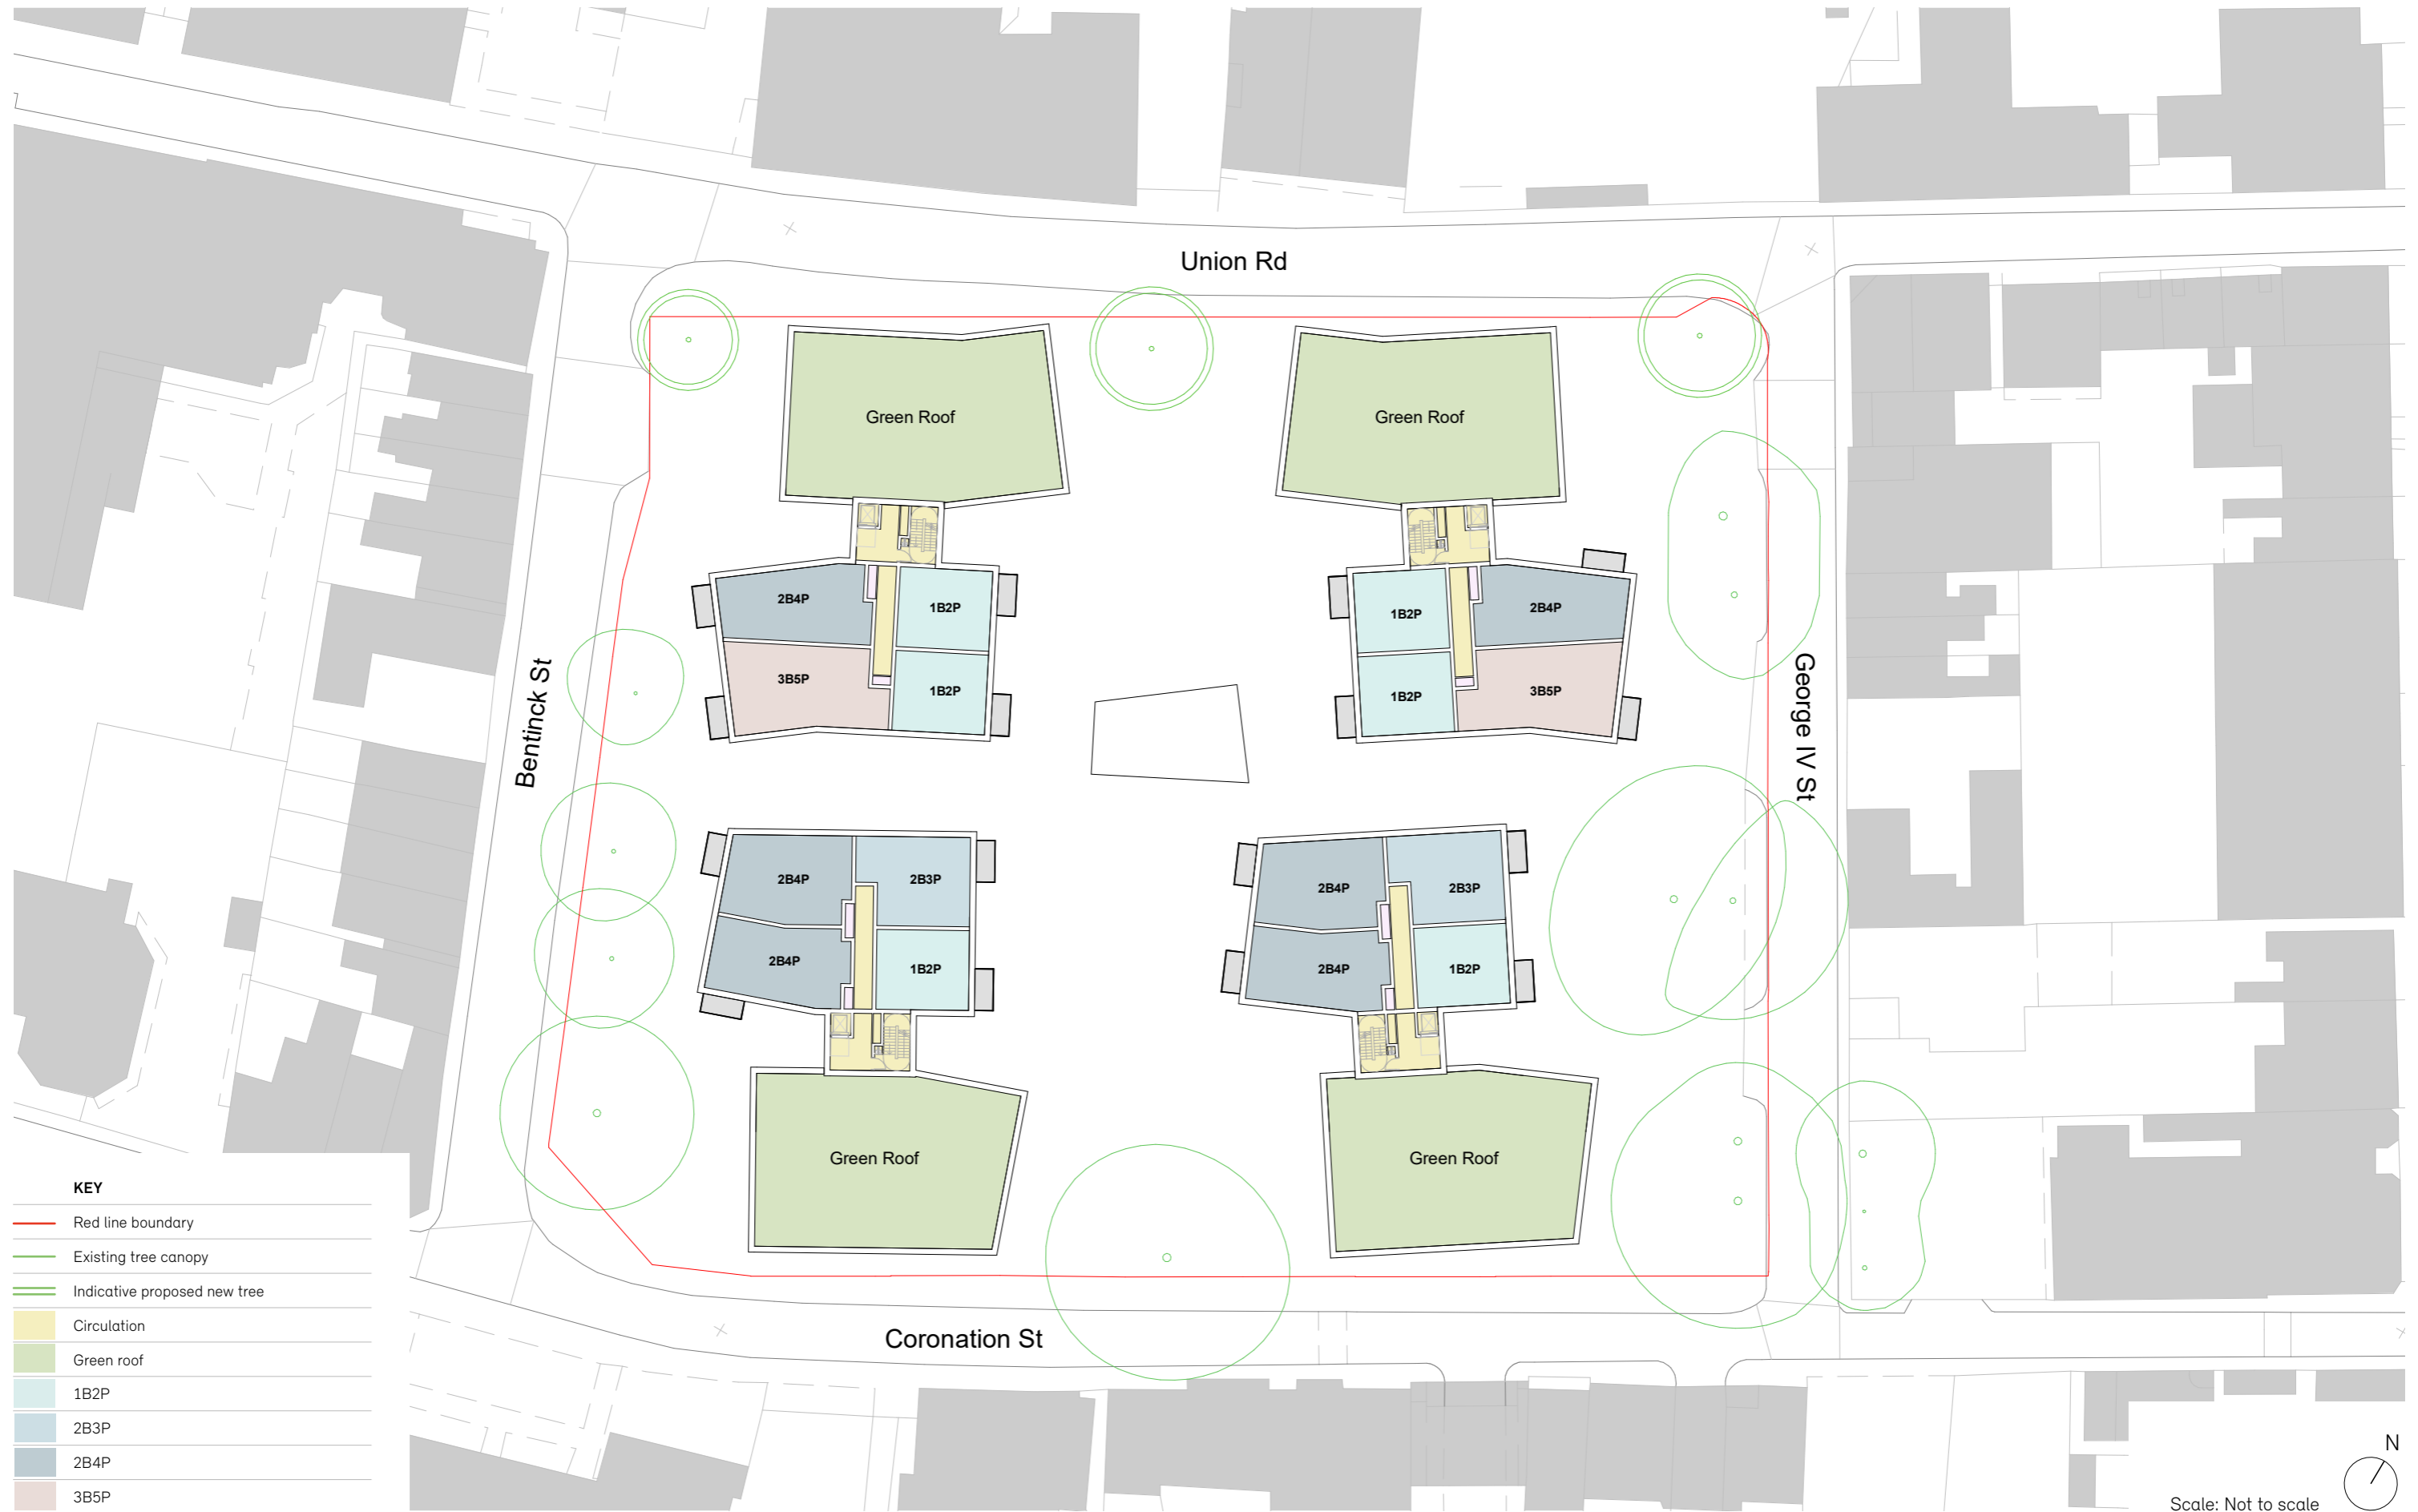 Union Rd
Green Roof
Green Roof
2B4P
1B2P
1B2P
2B4P
3B5P
1B2P
1B2P
3B5P
Bentinck St
George IV St
2B4P
2B3P
2B4P
2B3P
2B4P
1B2P
2B4P
1B2P
Green Roof
Green Roof
Coronation St
KEY
Red line boundary
Existing tree canopy
Indicative proposed new tree
Circulation
Green roof
1B2P
2B3P
2B4P
3B5P
N
Scale: Not to scale